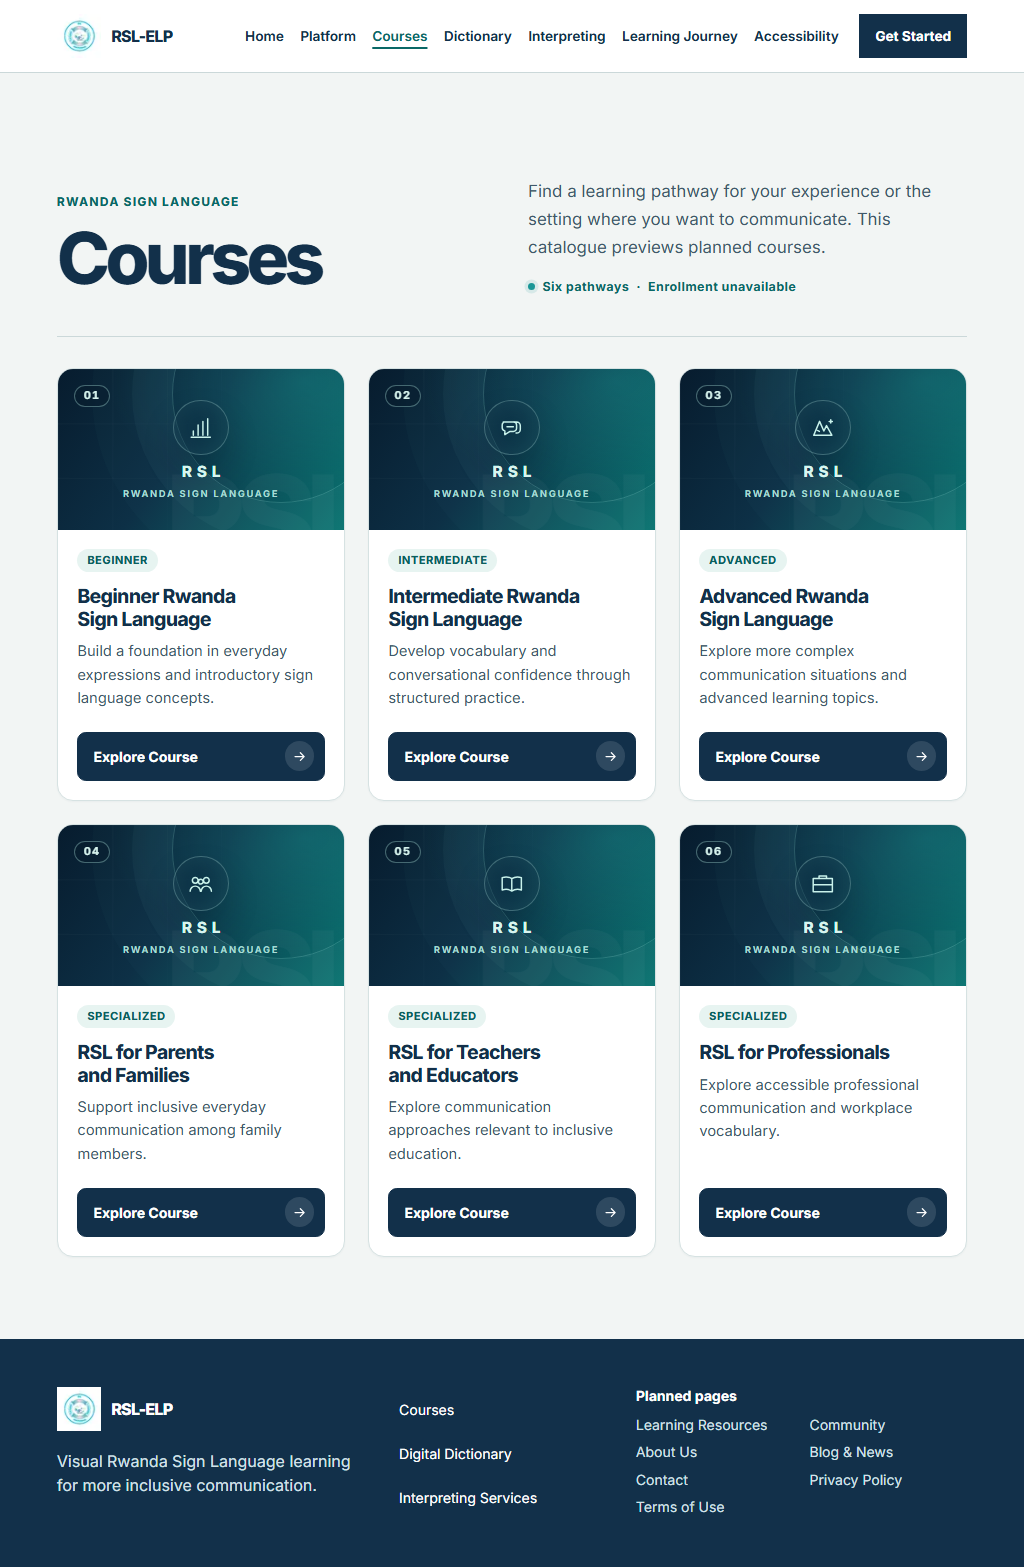 RSL-ELP
Home
Platform
Courses
Dictionary
Interpreting
Learning Journey
Accessibility
Get Started
RWANDA SIGN LANGUAGE
Courses
Find a learning pathway for your experience or the
setting where you want to communicate. This
catalogue previews planned courses.
Six pathways · Enrollment unavailable
01
RSL
RWANDA SIGN LANGUAGE
BEGINNER
Beginner Rwanda
Sign Language
Build a foundation in everyday
expressions and introductory sign
language concepts.
Explore Course
02
RSL
RWANDA SIGN LANGUAGE
INTERMEDIATE
Intermediate Rwanda
Sign Language
Develop vocabulary and
conversational confidence through
structured practice.
Explore Course
03
RSL
RWANDA SIGN LANGUAGE
ADVANCED
Advanced Rwanda
Sign Language
Explore more complex
communication situations and
advanced learning topics.
Explore Course
04
RSL
RWANDA SIGN LANGUAGE
SPECIALIZED
RSL for Parents
and Families
Support inclusive everyday
communication among family
members.
Explore Course
05
RSL
RWANDA SIGN LANGUAGE
SPECIALIZED
RSL for Teachers
and Educators
Explore communication
approaches relevant to inclusive
education.
Explore Course
06
RSL
RWANDA SIGN LANGUAGE
SPECIALIZED
RSL for Professionals
Explore accessible professional
communication and workplace
vocabulary.
Explore Course
RSL-ELP
Visual Rwanda Sign Language learning
for more inclusive communication.
Courses
Digital Dictionary
Interpreting Services
Planned pages
Learning Resources
Community
About Us
Blog & News
Contact
Privacy Policy
Terms of Use